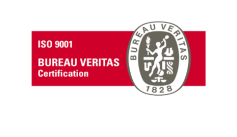 ISO 9001
BUREAU VERITAS
Certification
BUREAU VERITAS
1828